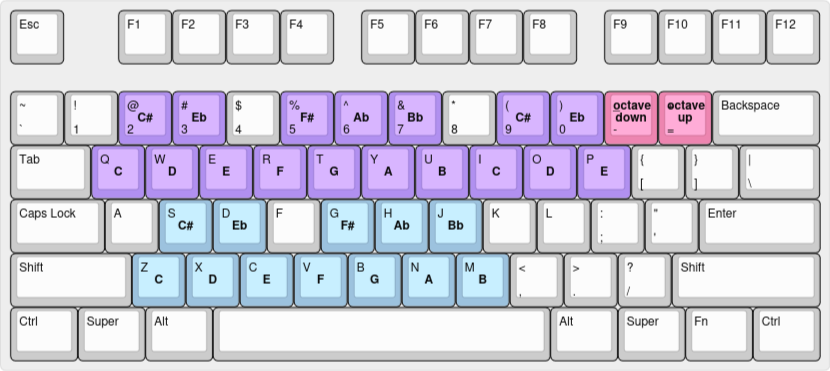 Esc F1 F2 F3 F4 F5 F6 F7 F8 F9 F10 F11 F12
~ ! @ # $ % ^ & * ( ) octave octave Backspace
C# Eb F# Ab Bb C# Eb down up
` 1 2 3 4 5 6 7 8 9 0 - =
Tab Q W E R T Y U I O P { } |
C D E F G A B C D E
[ ] \
Caps Lock A S D F G H J K L : " Enter
C# Eb F# Ab Bb
; '
Shift Z X C V B N M < > ? Shift
C D E F G A B
, . /
Ctrl Super Alt Alt Super Fn Ctrl